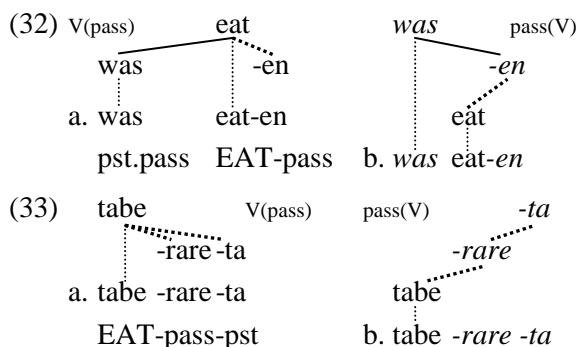 (32) V(pass) eat was pass(V)
was -en -en
eat
a. was eat-en
pst.pass EAT-pass b. was eat-en
(33) tabe V(pass) pass(V) -ta
-rare -ta -rare
a. tabe -rare -ta tabe
EAT-pass-pst b. tabe -rare -ta